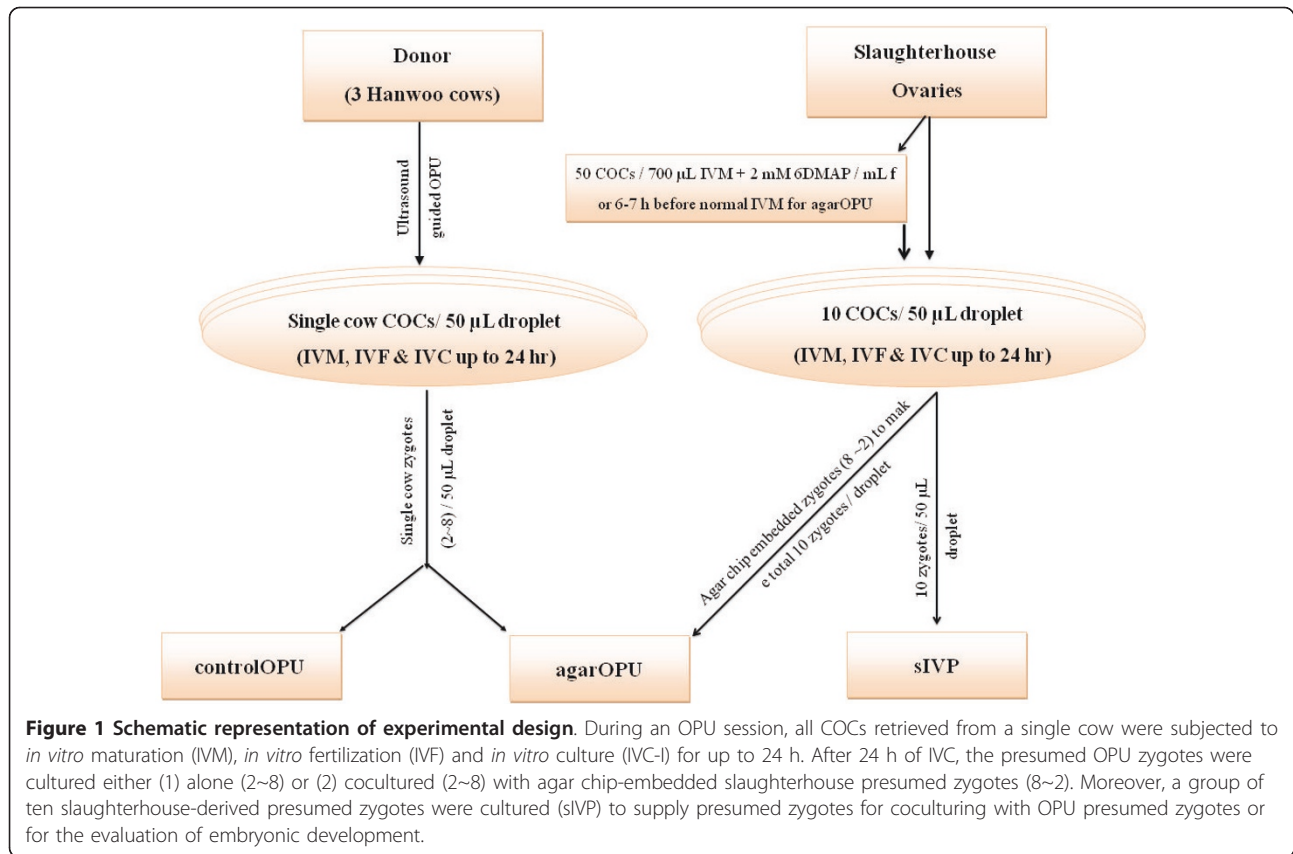 Donor
(3 Hanwoo cows)
Slaughterhouse
Ovaries
Ultrasound
guided OPU
50 COCs / 700 µL IVM + 2 mM 6DMAP / mL f
or 6-7 h before normal IVM for agarOPU
Single cow COCs/ 50 µL droplet
(IVM, IVF & IVC up to 24 hr)
10 COCs/ 50 µL droplet
(IVM, IVF & IVC up to 24 hr)
Single cow zygotes
(2~8) / 50 µL droplet
Agar chip embedded zygotes (8 ~2) to mak
e total 10 zygotes / droplet
10 zygotes/ 50 µL
droplet
controlOPU
agarOPU
sIVP
Figure 1 Schematic representation of experimental design. During an OPU session, all COCs retrieved from a single cow were subjected to
in vitro maturation (IVM), in vitro fertilization (IVF) and in vitro culture (IVC-I) for up to 24 h. After 24 h of IVC, the presumed OPU zygotes were
cultured either (1) alone (2~8) or (2) cocultured (2~8) with agar chip-embedded slaughterhouse presumed zygotes (8~2). Moreover, a group of
ten slaughterhouse-derived presumed zygotes were cultured (sIVP) to supply presumed zygotes for coculturing with OPU presumed zygotes or
for the evaluation of embryonic development.